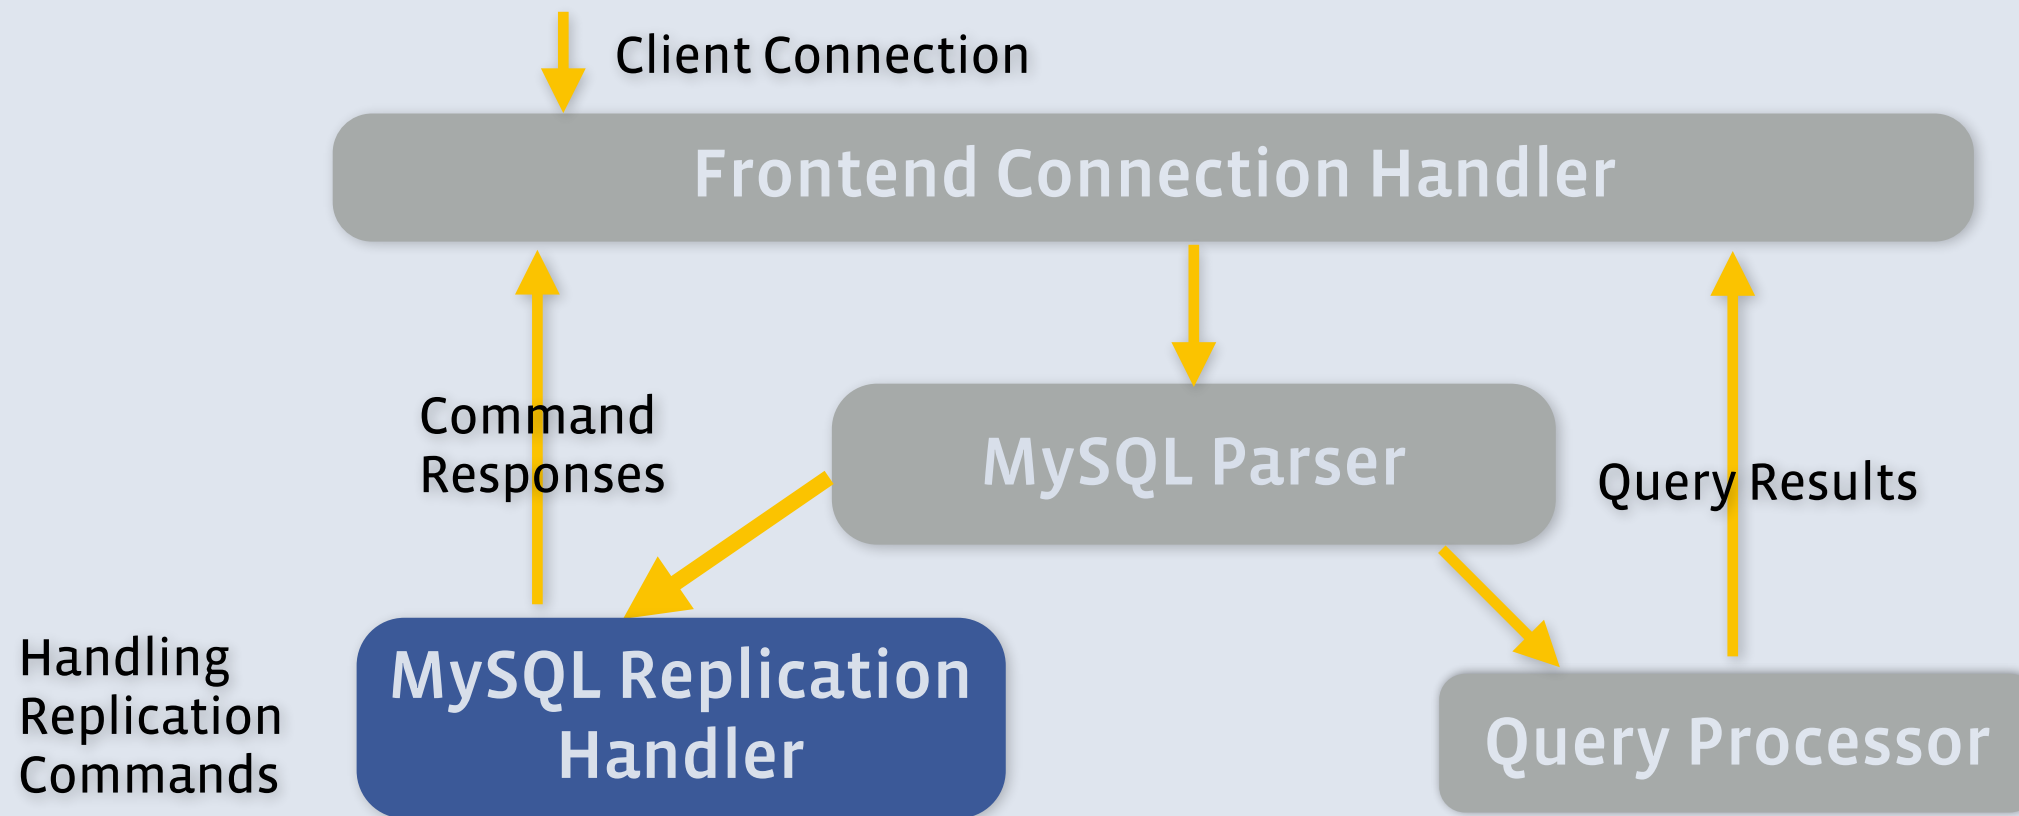 Client Connection
Frontend Connection Handler
Command
Responses
MySQL Parser
Query Results
Handling
Replication
Commands
MySQL Replication
Handler
Query Processor